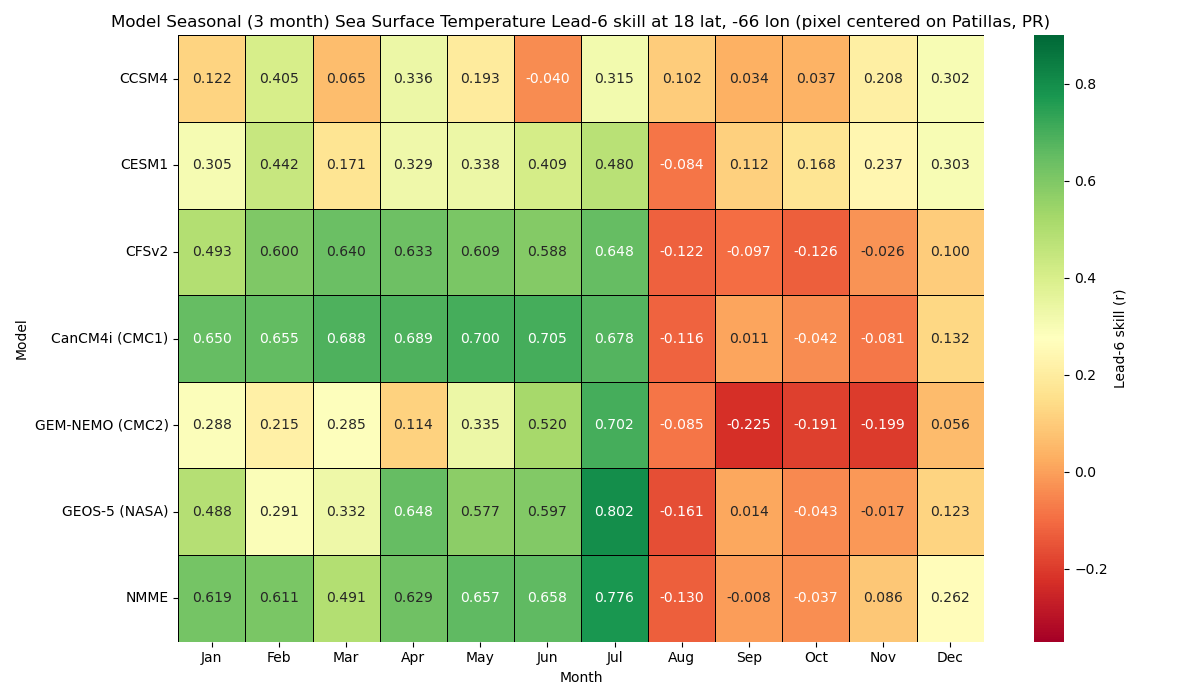 Model Seasonal (3 month) Sea Surface Temperature Lead-6 skill at 18 lat, -66 lon (pixel centered on Patillas, PR)
Model
CCSM4 0.122 0.405 0.065 0.336 0.193 -0.040 0.315 0.102 0.034 0.037 0.208 0.302
CESM1 0.305 0.442 0.171 0.329 0.338 0.409 0.480 -0.084 0.112 0.168 0.237 0.303
CFSv2 0.493 0.600 0.640 0.633 0.609 0.588 0.648 -0.122 -0.097 -0.126 -0.026 0.100
CanCM4i (CMC1) 0.650 0.655 0.688 0.689 0.700 0.705 0.678 -0.116 0.011 -0.042 -0.081 0.132
GEM-NEMO (CMC2) 0.288 0.215 0.285 0.114 0.335 0.520 0.702 -0.085 -0.225 -0.191 -0.199 0.056
GEOS-5 (NASA) 0.488 0.291 0.332 0.648 0.577 0.597 0.802 -0.161 0.014 -0.043 -0.017 0.123
NMME 0.619 0.611 0.491 0.629 0.657 0.658 0.776 -0.130 -0.008 -0.037 0.086 0.262
Jan Feb Mar Apr May Jun Jul Aug Sep Oct Nov Dec
Month
0.8
0.6
0.4
0.2
0.0
−0.2
Lead-6 skill (r)